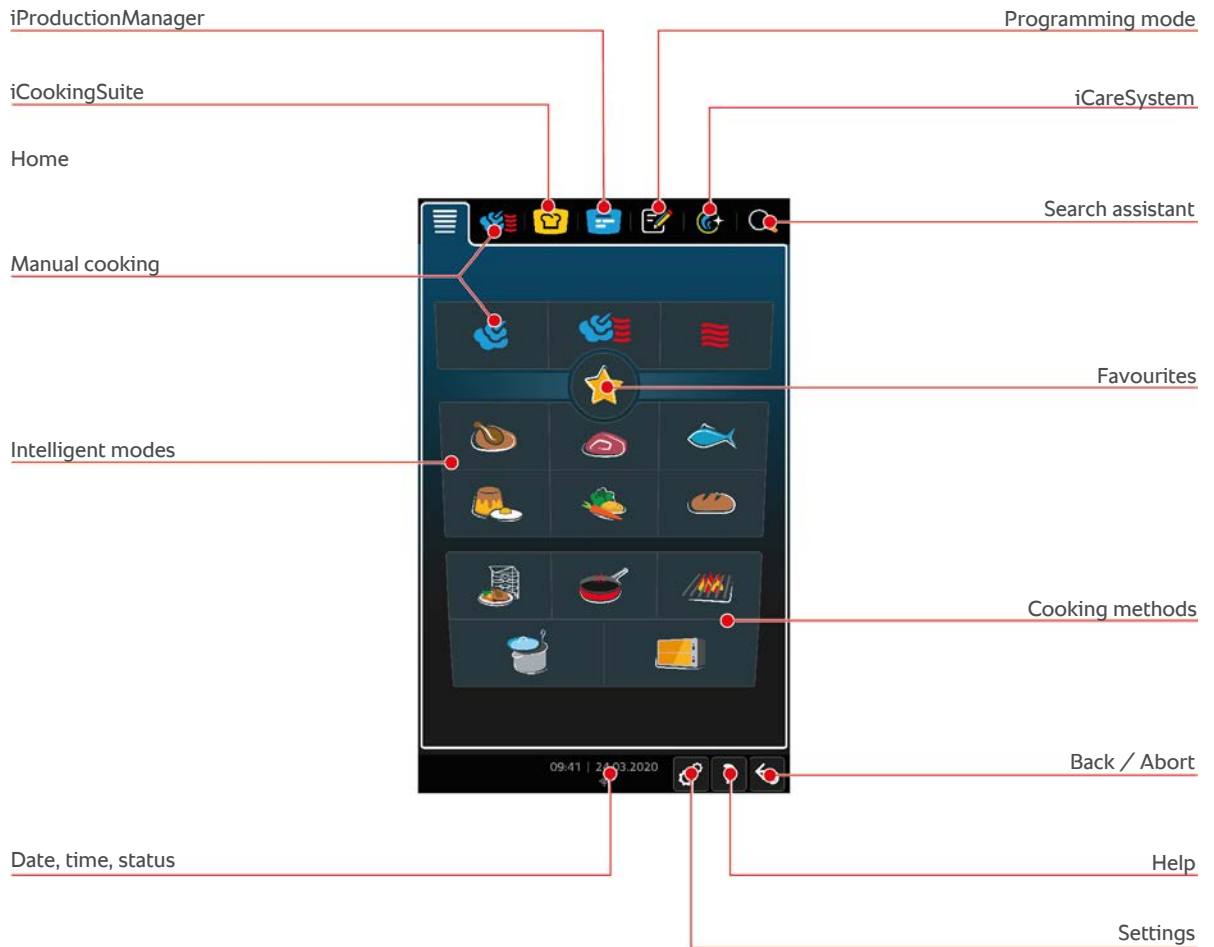 iProductionManager
Programming mode
iCookingSuite
iCareSystem
Home
Search assistant
Manual cooking
Favourites
Intelligent modes
Cooking methods
09:41 | 24.03.2020
Back / Abort
Date, time, status
Help
Settings